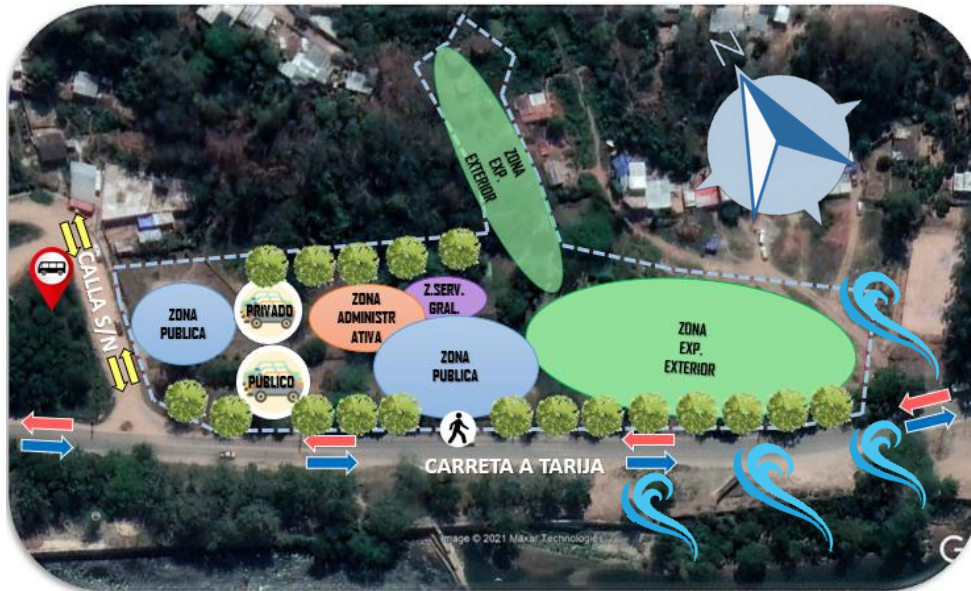 N
ZONA
EXP.
EXTERIOR
CALLA S/N
ZONA
PUBLICA
PRIVADO
PUBLICO
ZONA
ADMINISTR
ATIVA
Z.SERV.
GRAL.
ZONA
PUBLICA
ZONA
EXP.
EXTERIOR
CARRETA A TARIJA
Image © 2021 Maxar Technologies
G